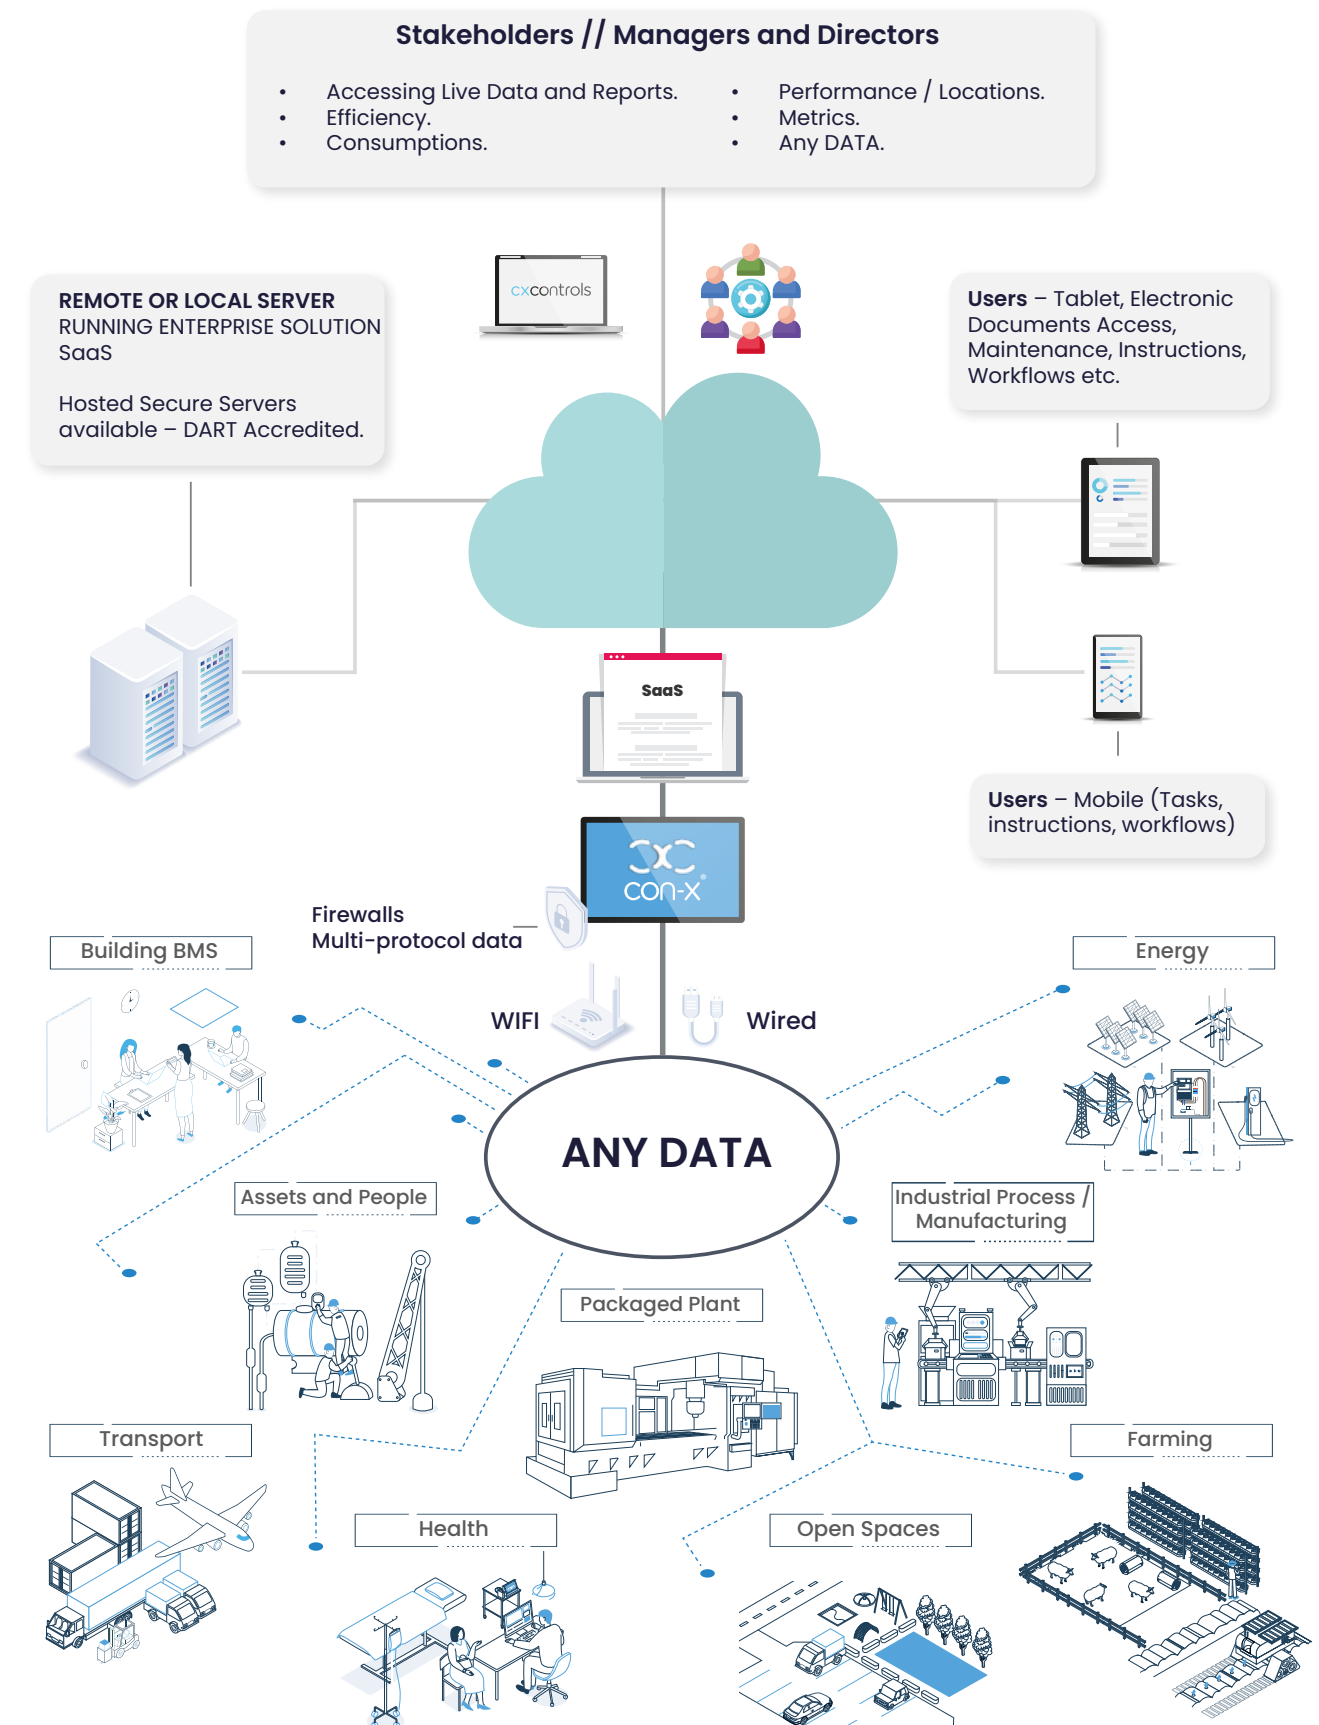 Stakeholders // Managers and Directors
• Accessing Live Data and Reports.
• Efficiency.
• Consumptions.
• Performance / Locations.
• Metrics.
• Any DATA.
cxcontrols
REMOTE OR LOCAL SERVER
RUNNING ENTERPRISE SOLUTION
SaaS
Hosted Secure Servers
available – DART Accredited.
Users – Tablet, Electronic
Documents Access,
Maintenance, Instructions,
Workflows etc.
SaaS
Users – Mobile (Tasks,
instructions, workflows)
CON-X®
Firewalls
Multi-protocol data
Building BMS
Energy
WIFI
Wired
ANY DATA
Assets and People
Industrial Process /
Manufacturing
Packaged Plant
Transport
Farming
Health
Open Spaces